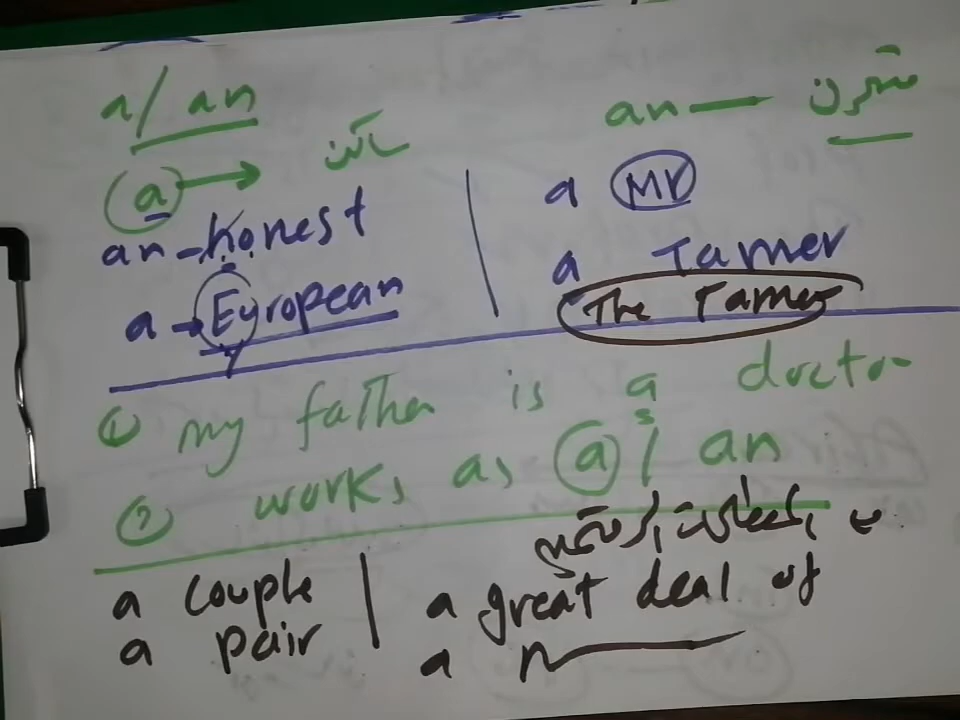 a / an
an — متحرك
a → ساكن
an - honest
a - European
y
a Mr
a Tamer
The Tamer
① my father is a doctor
② works as a / an
a couple
a pair
a great deal of
a n